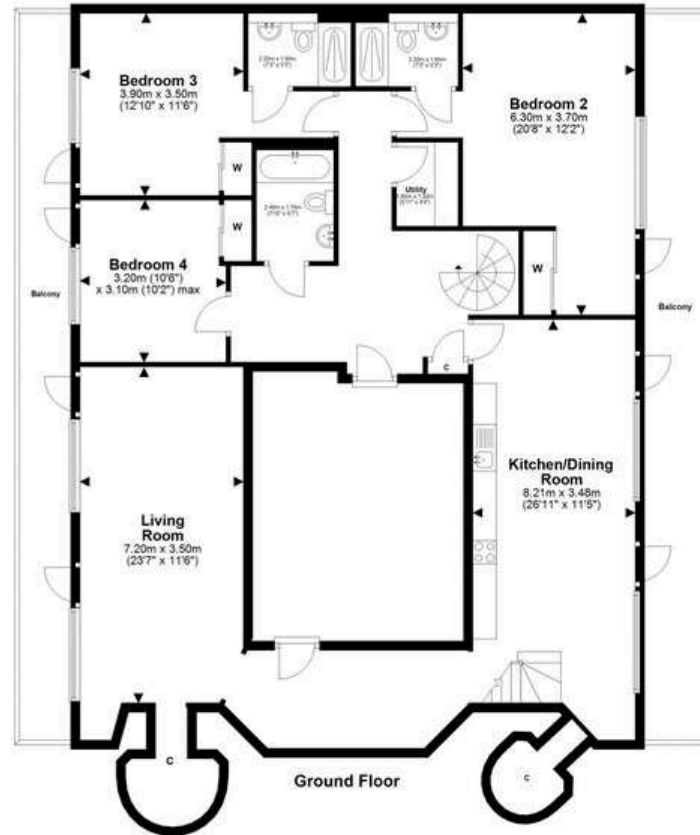 Bedroom 3
3.90m x 3.50m
(12'10" x 11'6")
Bedroom 2
6.30m x 3.70m
(20'8" x 12'2")
W
Utility
W
Bedroom 4
3.20m (10'6")
x 3.10m (10'2") max
W
Balcony
Balcony
C
Kitchen/Dining
Room
8.21m x 3.48m
(26'11" x 11'5")
Living
Room
7.20m x 3.50m
(23'7" x 11'6")
C
C
Ground Floor